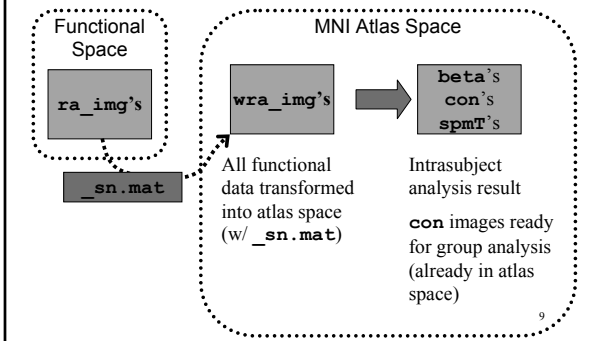 Functional
Space
MNI Atlas Space
ra_img's
wra_img's
beta's
con's
spmT's
_sn.mat
All functional
data transformed
into atlas space
(w/ _sn.mat)
Intrasubject
analysis result
con images ready
for group analysis
(already in atlas
space)
9